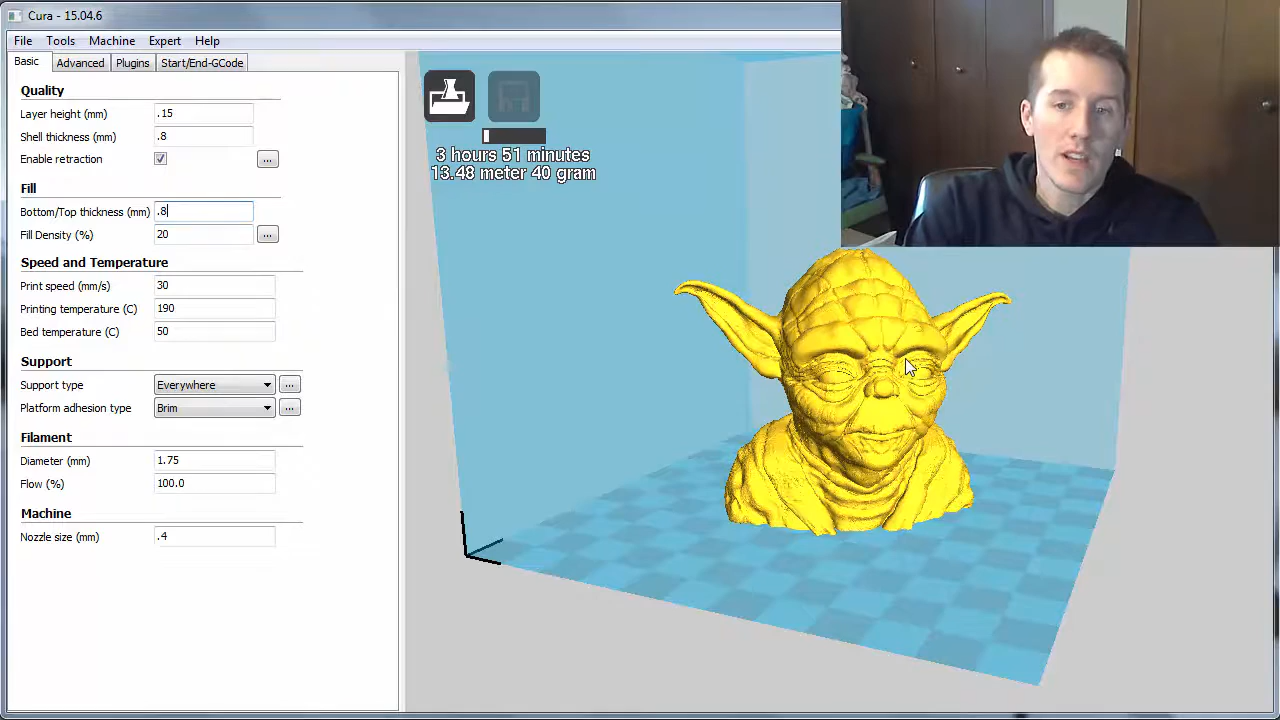 Cura - 15.04.6
File Tools Machine Expert Help
Basic Advanced Plugins Start/End-GCode
Quality
Layer height (mm) .15
Shell thickness (mm) .8
Enable retraction ...
Fill
Bottom/Top thickness (mm) .8
Fill Density (%) 20 ...
Speed and Temperature
Print speed (mm/s) 30
Printing temperature (C) 190
Bed temperature (C) 50
Support
Support type Everywhere ...
Platform adhesion type Brim ...
Filament
Diameter (mm) 1.75
Flow (%) 100.0
Machine
Nozzle size (mm) .4
3 hours 51 minutes
13.48 meter 40 gram